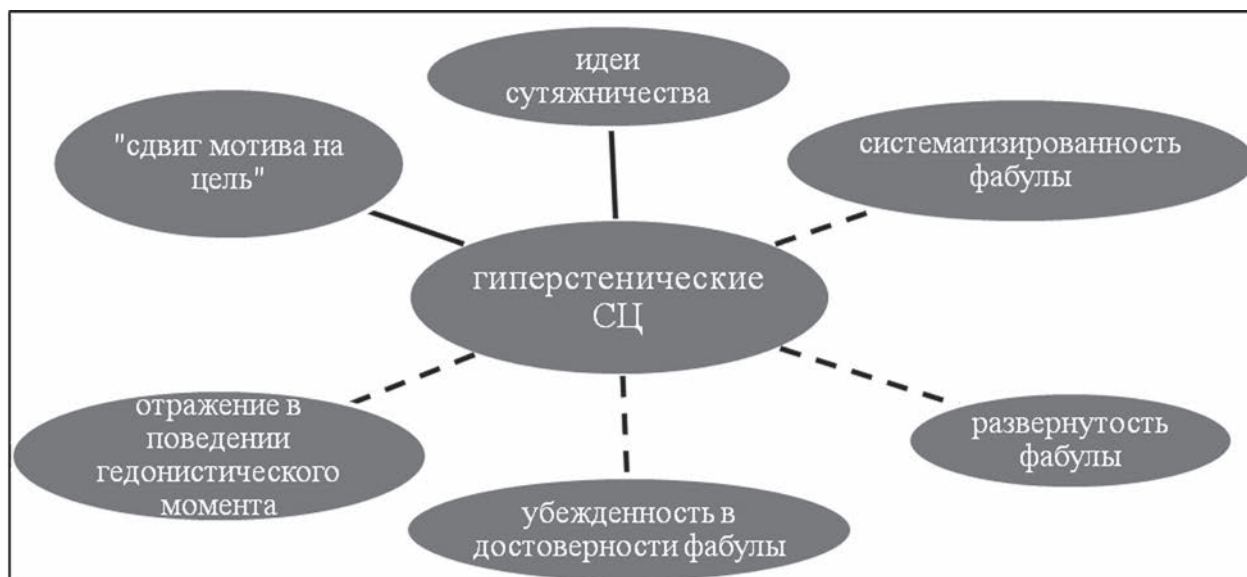 идеи
сутяжничества
"сдвиг мотива на
цель"
систематизированность
фабулы
гиперстенические
СЦ
отражение в
поведении
гедонистического
момента
развернутость
фабулы
убежденность в
достоверности фабулы